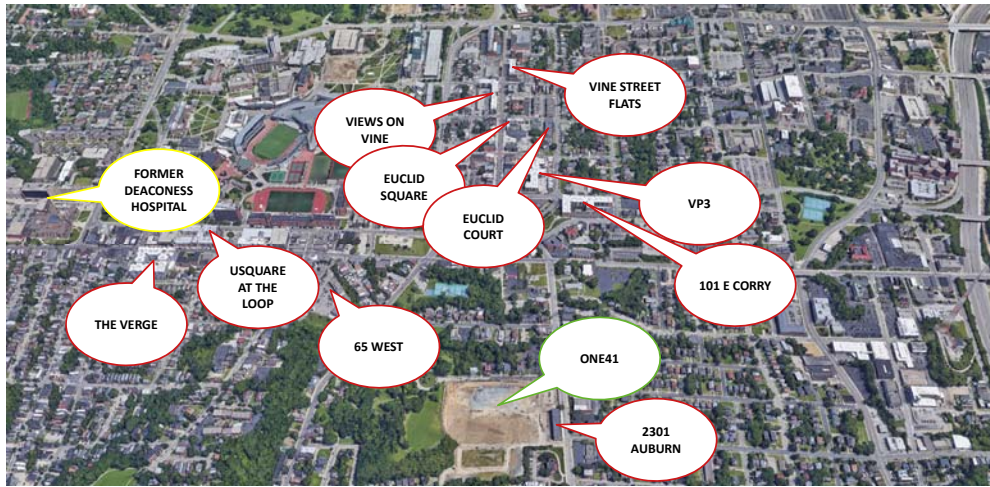 VINE STREET
FLATS
VIEWS ON
VINE
FORMER
DEACONESS
HOSPITAL
EUCLID
SQUARE
EUCLID
COURT
VP3
USQUARE
AT THE
LOOP
101 E CORRY
THE VERGE
65 WEST
ONE41
2301
AUBURN